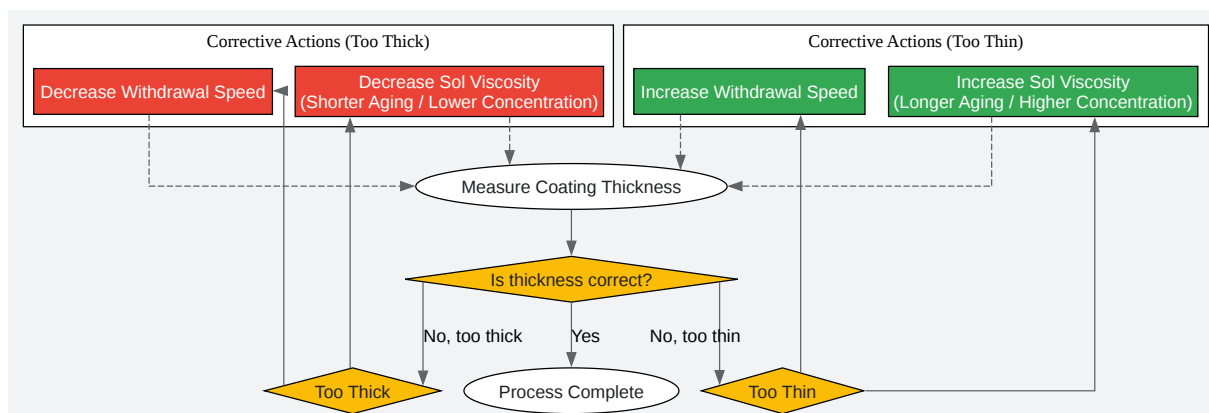 Corrective Actions (Too Thick)
Corrective Actions (Too Thin)
Decrease Withdrawal Speed
Decrease Sol Viscosity
(Shorter Aging / Lower Concentration)
Increase Withdrawal Speed
Increase Sol Viscosity
(Longer Aging / Higher Concentration)
Measure Coating Thickness
Is thickness correct?
No, too thick
Yes
No, too thin
Too Thick
Process Complete
Too Thin